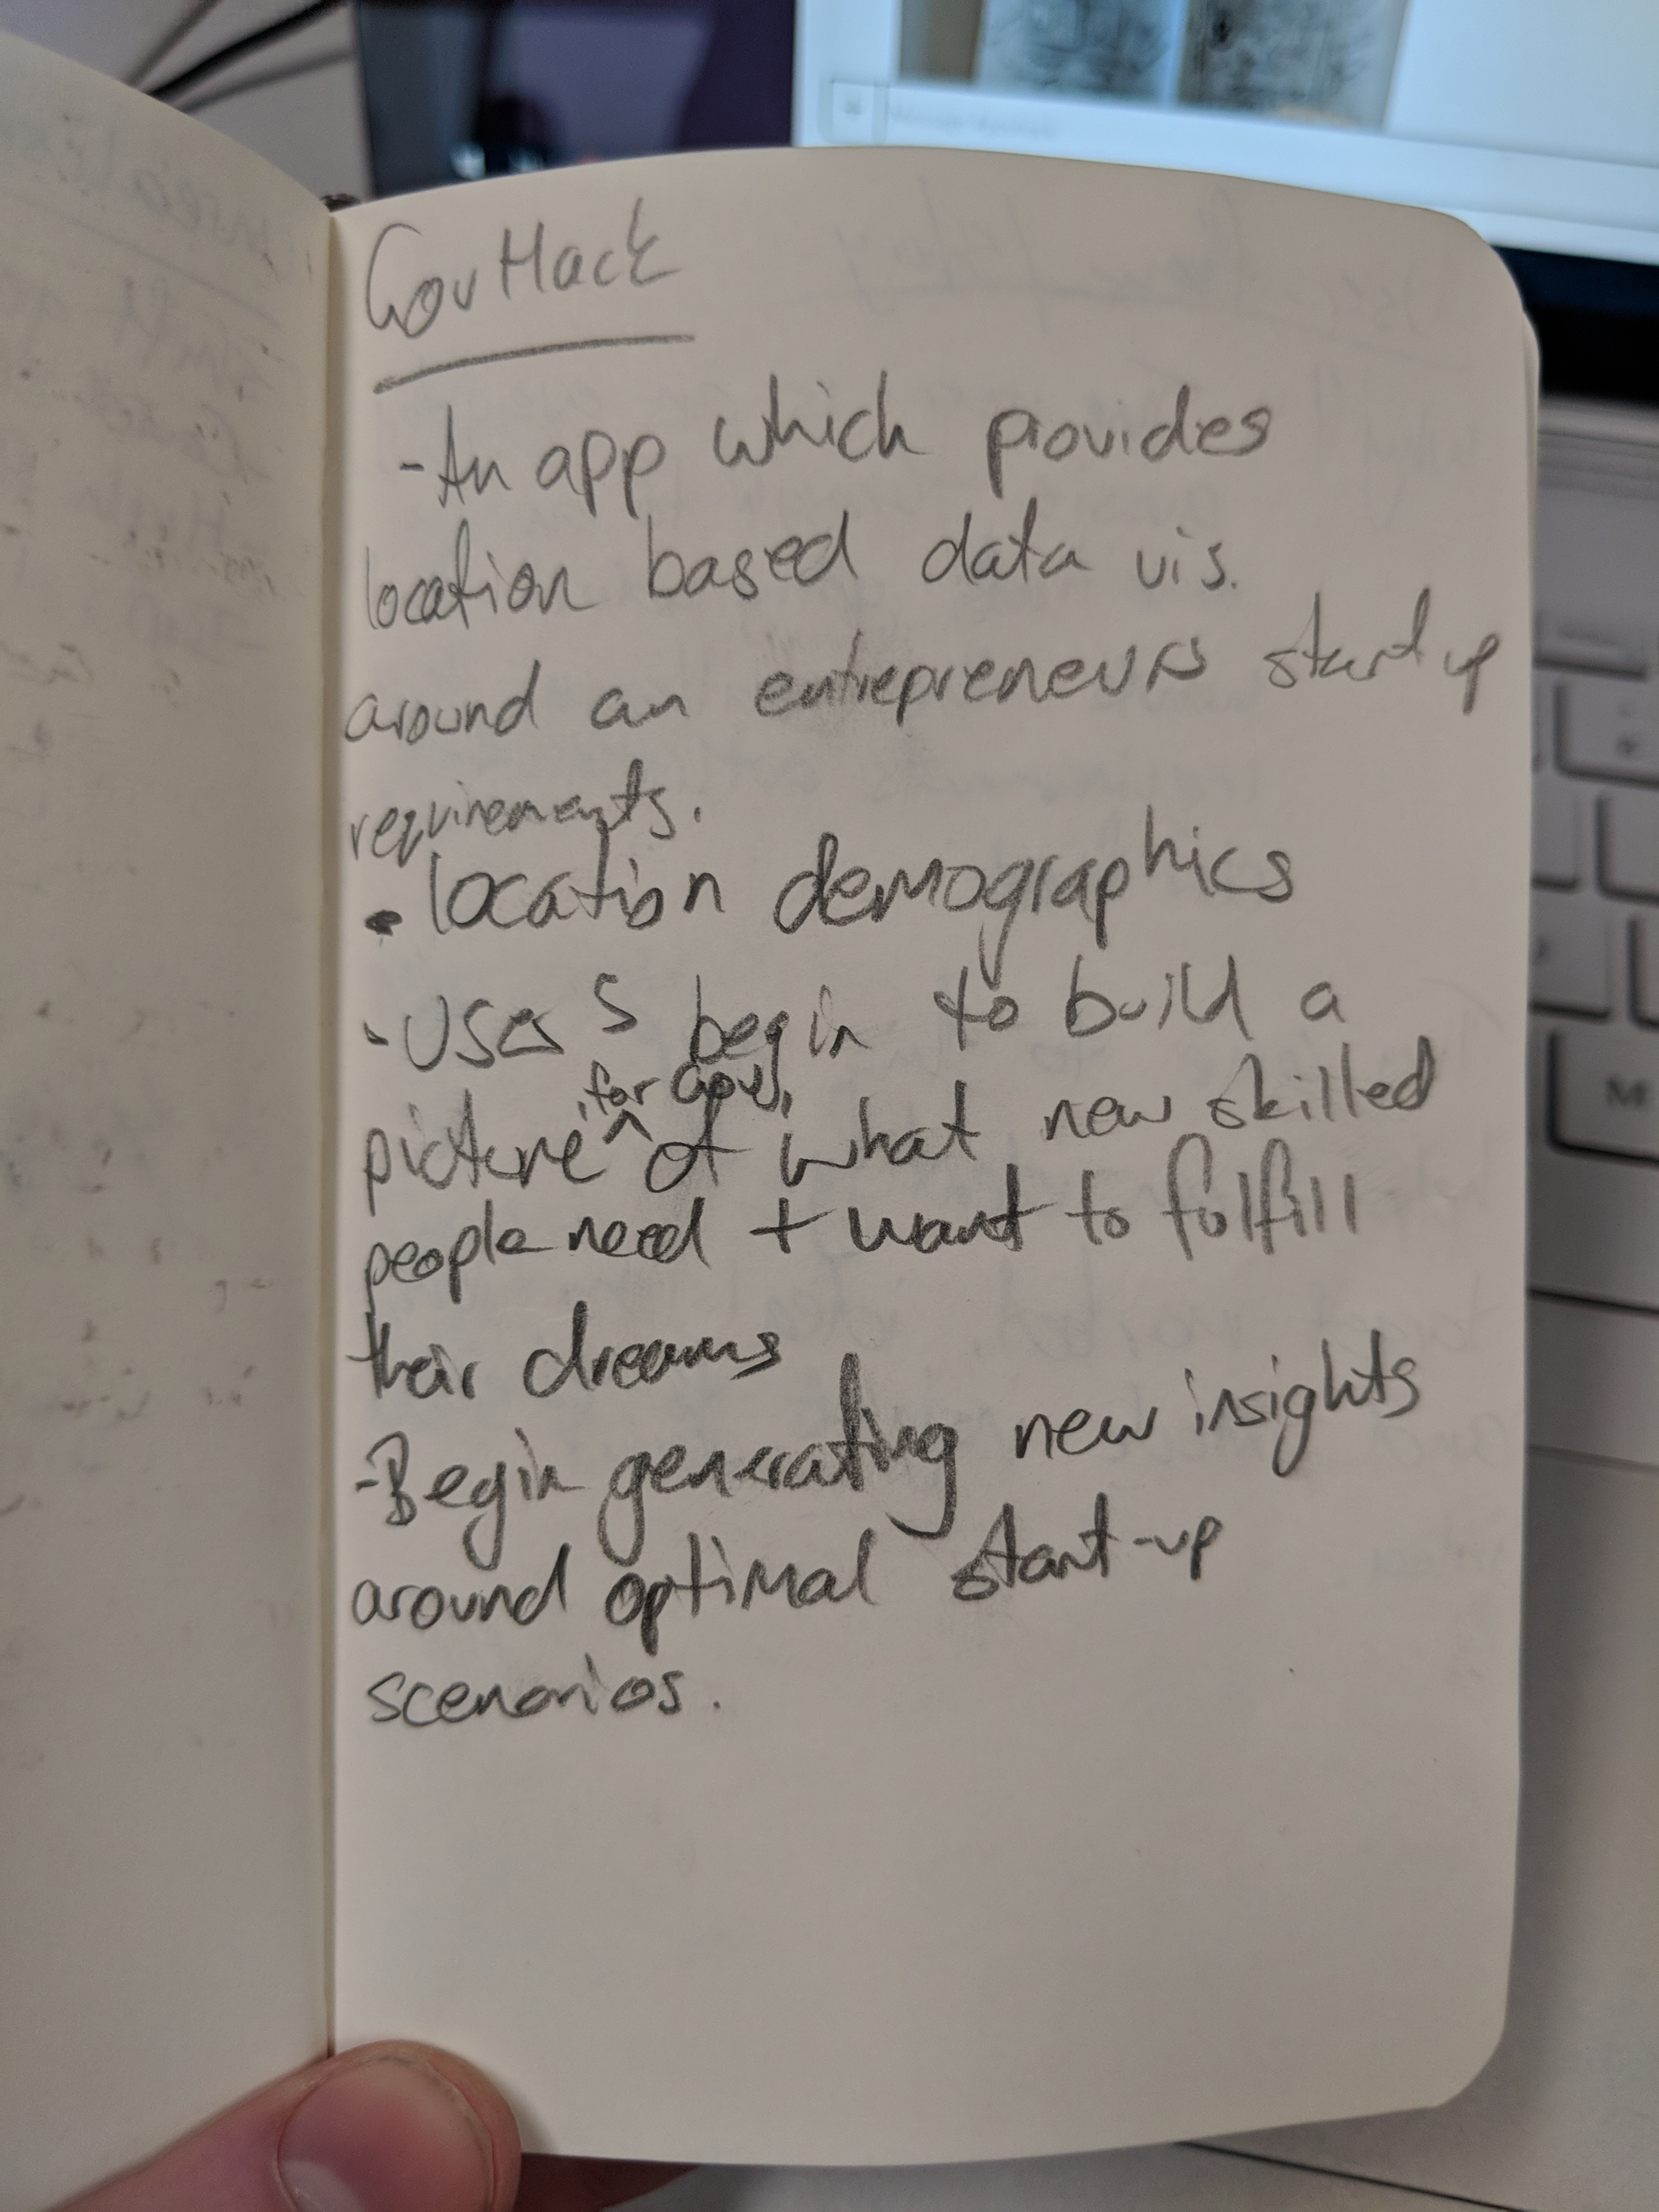 GovHack
-An app which provides
location based data vis.
around an entrepreneurs start up
requirements.
• location demographics
- Users begin to build a
picture ^ for gov. of what new skilled
people need + want to fulfill
their dreams
-Begin generating new insights
around optimal start-up
scenarios.
M